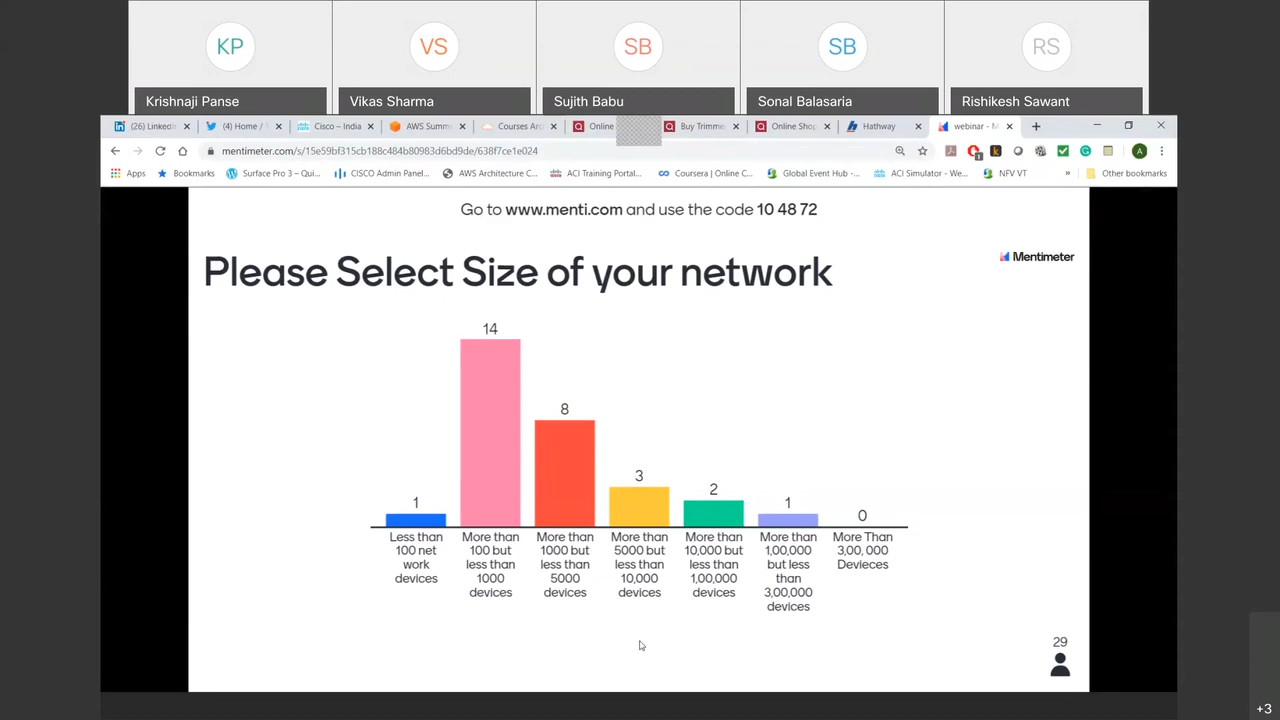 KP
VS
SB
SB
RS
Krishnaji Panse
Vikas Sharma
Sujith Babu
Sonal Balasaria
Rishikesh Sawant
(26) LinkedIn
(4) Home /
Cisco – India
AWS Summ
Courses Arc
Online
Buy Trimme
Online Shop
Hathway
webinar - M
mentimeter.com/s/15e59bf315cb188c484b80983d6bd9de/638f7ce1e024
A
Apps
Bookmarks
Surface Pro 3 – Qui...
CISCO Admin Panel...
AWS Architecture C...
ACI Training Portal...
Coursera | Online C...
Global Event Hub -...
ACI Simulator - We...
NFV VT
»
Other bookmarks
Go to www.menti.com and use the code 10 48 72
Mentimeter
Please Select Size of your network
14
8
3
2
1
1
0
Less than
100 net
work
devices
More than
100 but
less than
1000
devices
More than
1000 but
less than
5000
devices
More than
5000 but
less than
10,000
devices
More than
10,000 but
less than
1,00,000
devices
More than
1,00,000
but less
than
3,00,000
devices
More Than
3,00, 000
Devieces
29
+3